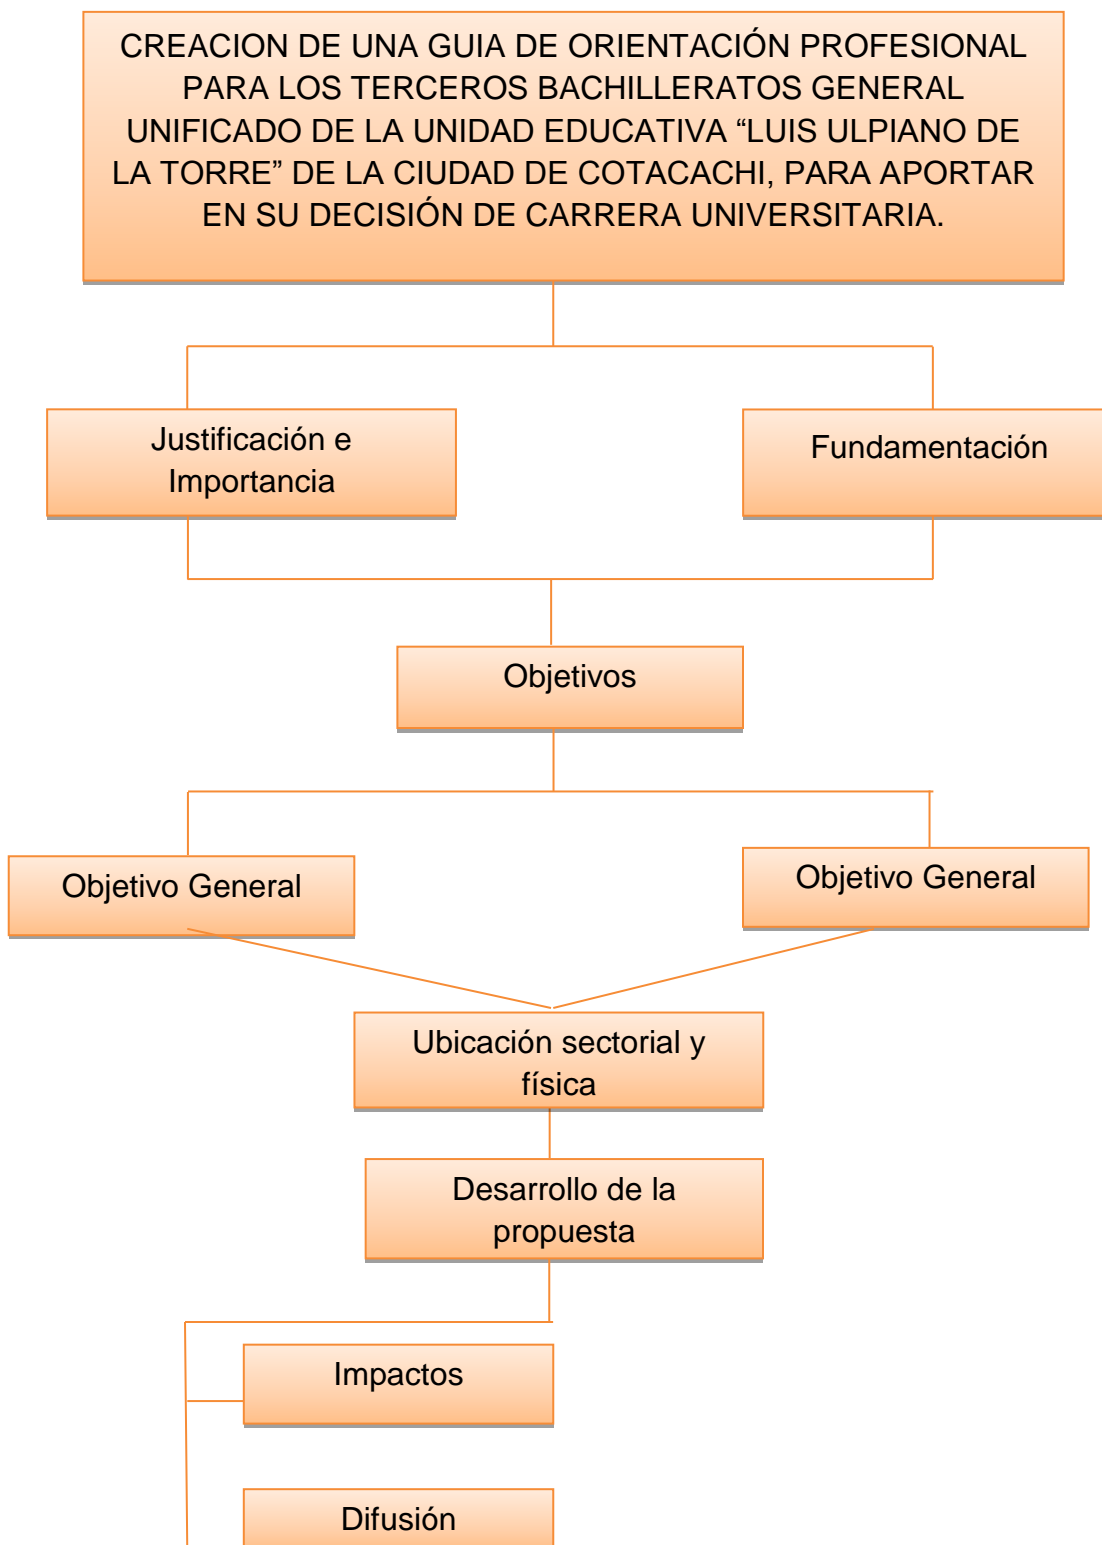 CREACION DE UNA GUIA DE ORIENTACIÓN PROFESIONAL
PARA LOS TERCEROS BACHILLERATOS GENERAL
UNIFICADO DE LA UNIDAD EDUCATIVA “LUIS ULPIANO DE
LA TORRE” DE LA CIUDAD DE COTACACHI, PARA APORTAR
EN SU DECISIÓN DE CARRERA UNIVERSITARIA.
Justificación e
Importancia
Fundamentación
Objetivos
Objetivo General
Objetivo General
Ubicación sectorial y
física
Desarrollo de la
propuesta
Impactos
Difusión